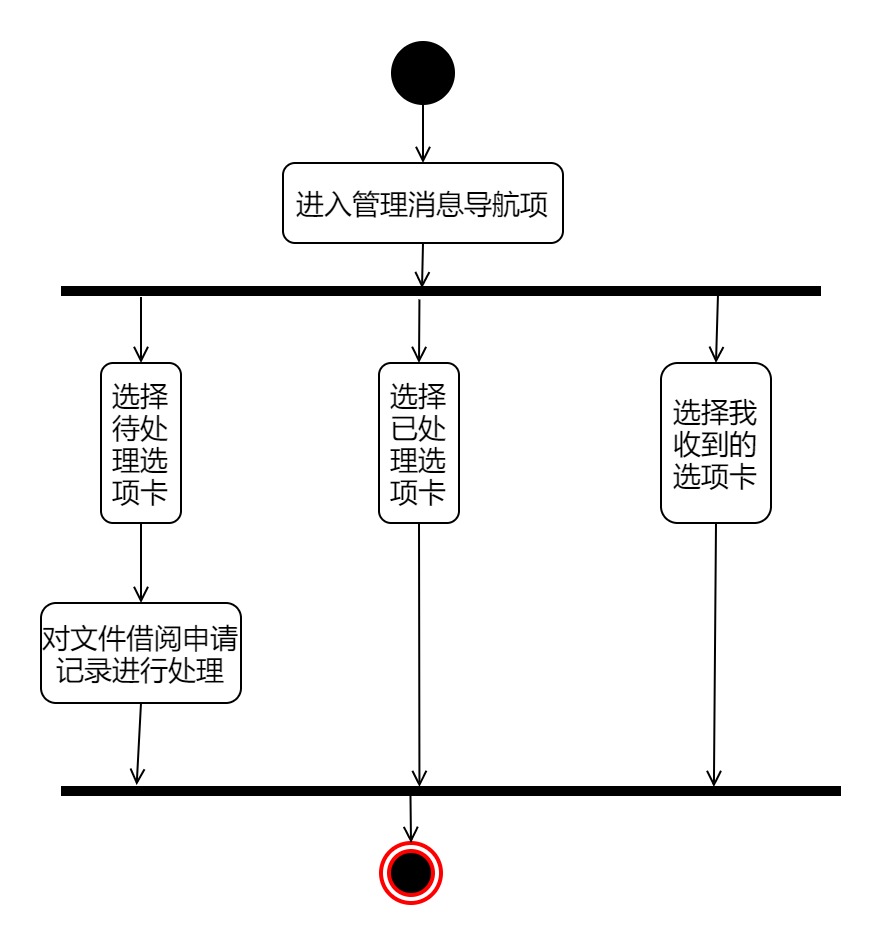 进入管理消息导航项
选择
待处
理选
项卡
选择
已处
理选
项卡
选择我
收到的
选项卡
对文件借阅申请
记录进行处理